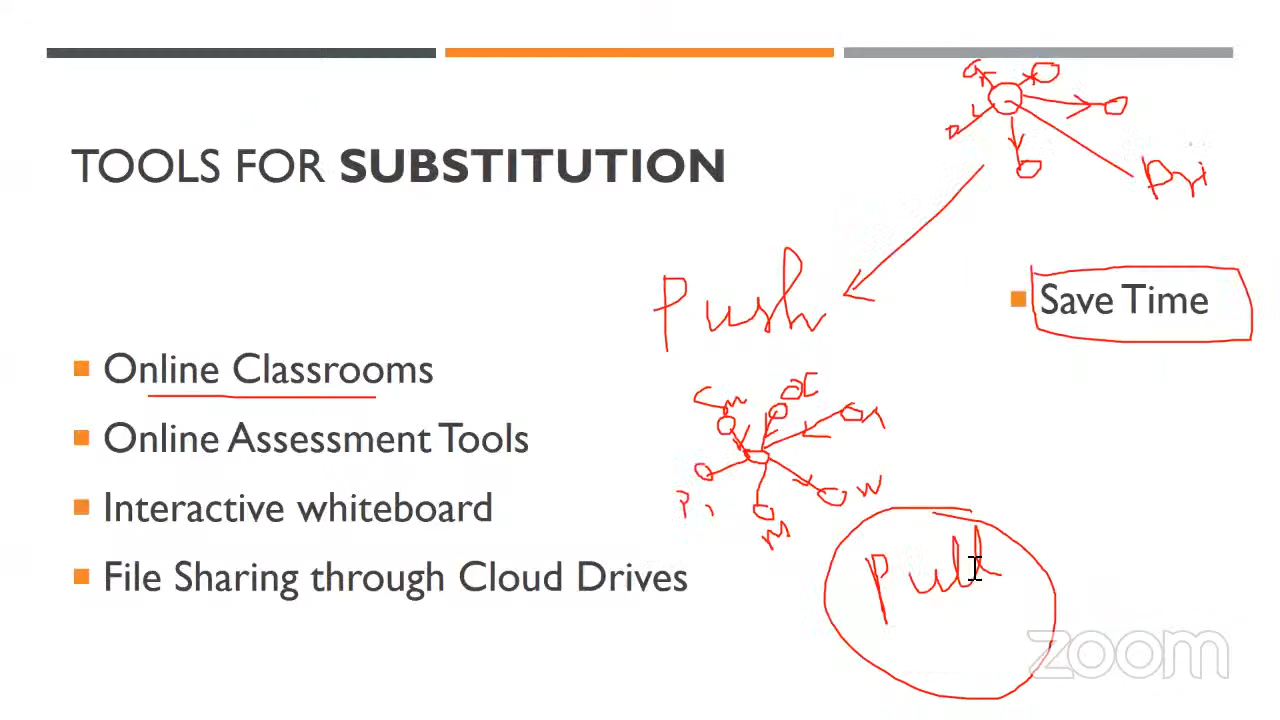 TOOLS FOR SUBSTITUTION
Push
Save Time
Online Classrooms
Online Assessment Tools
Interactive whiteboard
File Sharing through Cloud Drives
Pull
zoom